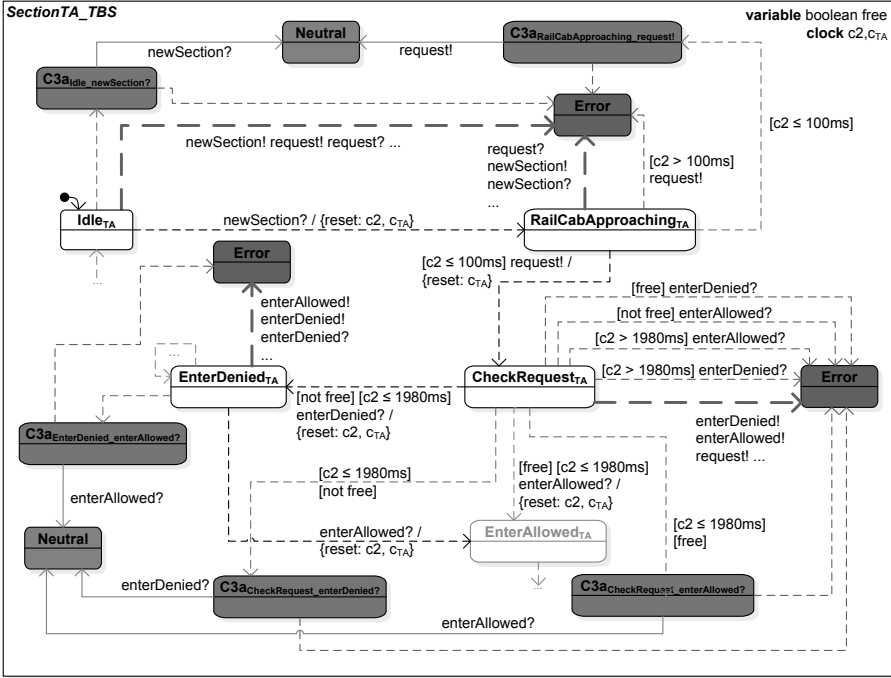 SectionTA_TBS
variable boolean free
clock c2,cTA
Neutral
C3aRailCabApproaching_request!
newSection?
request!
C3aIdle_newSection?
Error
[c2 ≤ 100ms]
newSection! request! request? ...
request?
newSection!
newSection?
...
[c2 > 100ms]
request!
IdleTA
newSection? / {reset: c2, cTA}
RailCabApproachingTA
...
Error
[c2 ≤ 100ms] request! /
{reset: cTA}
enterAllowed!
enterDenied!
enterDenied?
...
[free] enterDenied?
[not free] enterAllowed?
[c2 > 1980ms] enterAllowed?
...
EnterDeniedTA
CheckRequestTA
[c2 > 1980ms] enterDenied?
Error
[not free] [c2 ≤ 1980ms]
enterDenied? /
{reset: c2, cTA}
enterDenied!
enterAllowed!
request! ...
C3aEnterDenied_enterAllowed?
[c2 ≤ 1980ms]
[not free]
[free] [c2 ≤ 1980ms]
enterAllowed? /
{reset: c2, cTA}
enterAllowed?
[c2 ≤ 1980ms]
[free]
Neutral
enterAllowed? /
{reset: c2, cTA}
EnterAllowedTA
enterDenied?
C3aCheckRequest_enterDenied?
...
C3aCheckRequest_enterAllowed?
enterAllowed?